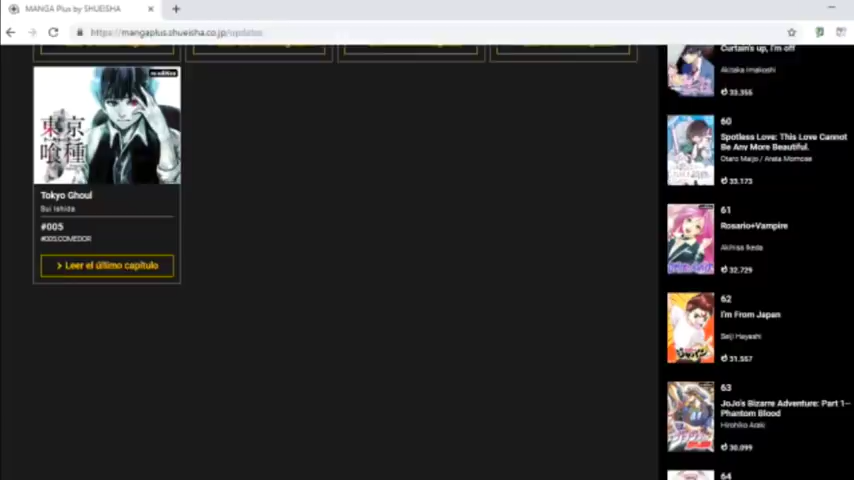 MANGA Plus by SHUEISHA
https://mangaplus.shueisha.co.jp/updates
re-edition
東京
喰種
Tokyo Ghoul
Sui Ishida
#005
#005.COMEDOR
> Leer el último capítulo
Curtain's up, I'm off
33,355
60
Spotless Love: This Love Cannot
Be Any More Beautiful.
Otaro Maijo / Arata Momose
33,173
61
Rosario+Vampire
Akihisa Ikeda
32,729
62
I'm From Japan
Seiji Hayashi
31,557
63
JoJo's Bizarre Adventure: Part 1--
Phantom Blood
Hirohiko Araki
30,099
64